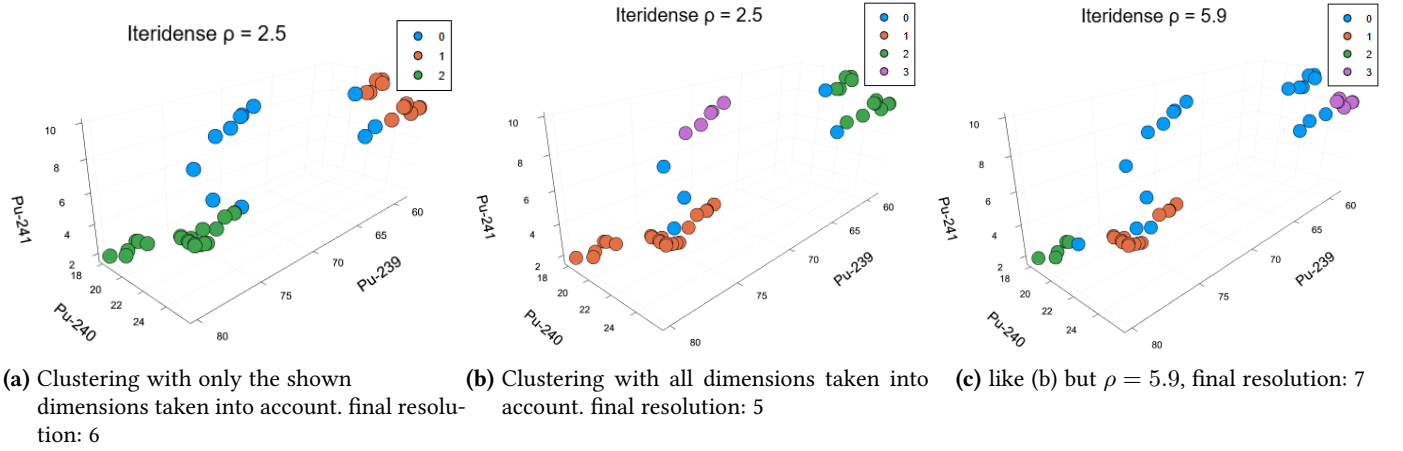 Iteridense ρ = 2.5
0
1
2
10
8
6
4
2
18
20
22
24
80
75
70
65
60
Pu-241
Pu-240
Pu-239
Iteridense ρ = 2.5
0
1
2
3
10
8
6
4
2
18
20
22
24
80
75
70
65
60
Pu-241
Pu-240
Pu-239
Iteridense ρ = 5.9
0
1
2
3
10
8
6
4
2
18
20
22
24
80
75
70
65
60
Pu-241
Pu-240
Pu-239
(a) Clustering with only the shown
dimensions taken into account. final resolu-
tion: 6
(b) Clustering with all dimensions taken into
account. final resolution: 5
(c) like (b) but ρ = 5.9, final resolution: 7